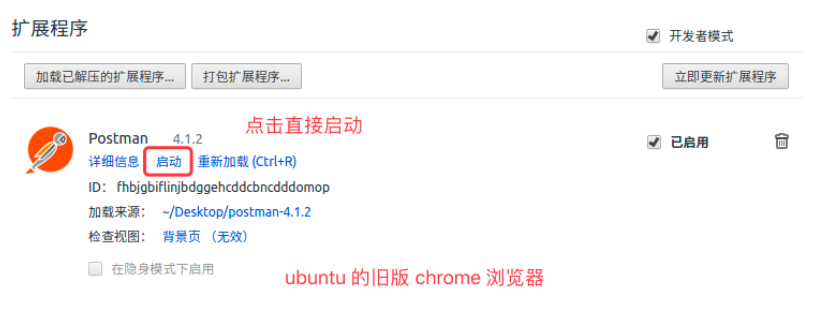 扩展程序
开发者模式
加载已解压的扩展程序... 打包扩展程序... 立即更新扩展程序
点击直接启动
Postman 4.1.2
已启用
详细信息 启动 重新加载 (Ctrl+R)
ID: fhbjgbiflinjbdggehcddcbncdddomop
加载来源: ~/Desktop/postman-4.1.2
检查视图: 背景页 (无效)
在隐身模式下启用
ubuntu 的旧版 chrome 浏览器